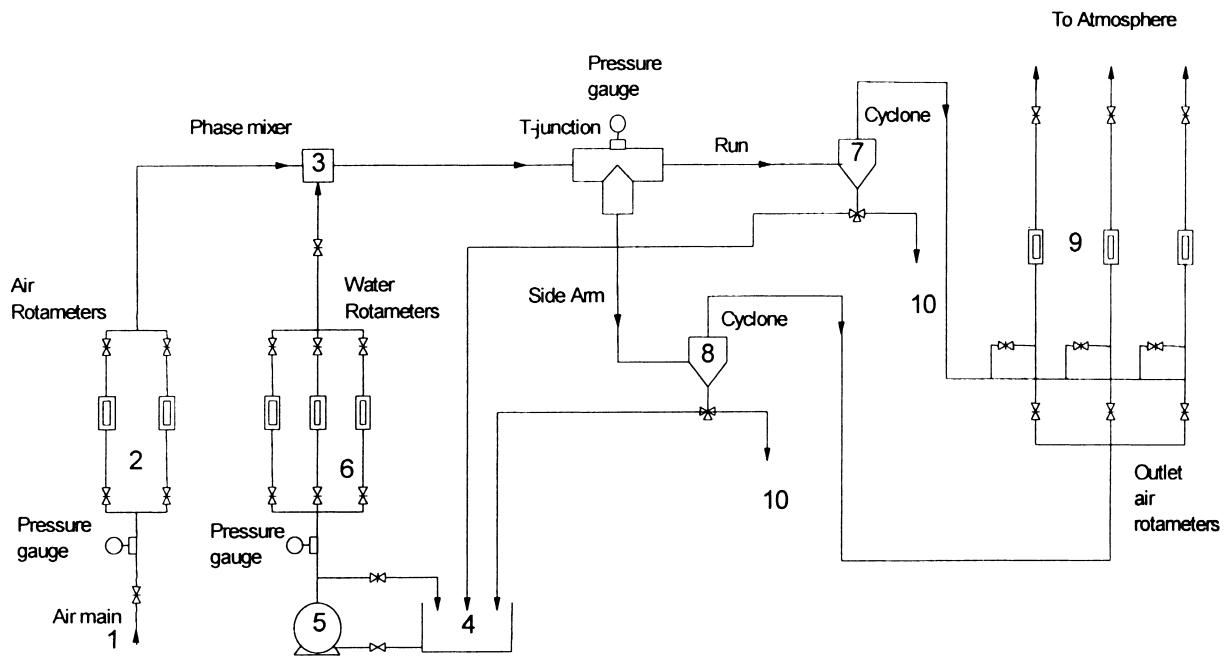 To Atmosphere
Pressure
gauge
Cyclone
Phase mixer
T-junction
Run
3
7
9
Air
Rotameters
Water
Rotameters
Side Arm
10
Cyclone
8
2
6
10
Outlet
air
rotameters
Pressure
gauge
Pressure
gauge
Air main
1
5
4